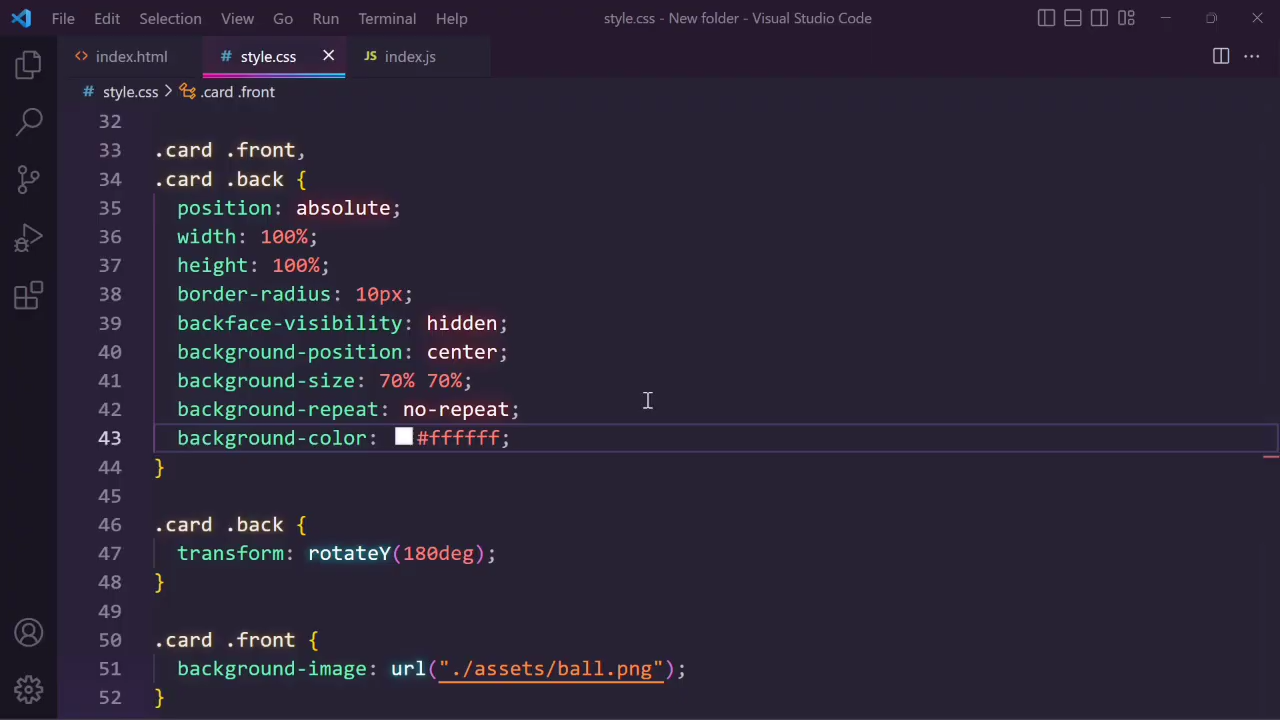 File Edit Selection View Go Run Terminal Help style.css - New folder - Visual Studio Code
<> index.html # style.css JS index.js
# style.css > .card .front
32
33 .card .front,
34 .card .back {
35 position: absolute;
36 width: 100%;
37 height: 100%;
38 border-radius: 10px;
39 backface-visibility: hidden;
40 background-position: center;
41 background-size: 70% 70%;
42 background-repeat: no-repeat;
43 background-color: #ffffff;
44 }
45
46 .card .back {
47 transform: rotateY(180deg);
48 }
49
50 .card .front {
51 background-image: url("./assets/ball.png");
52 }